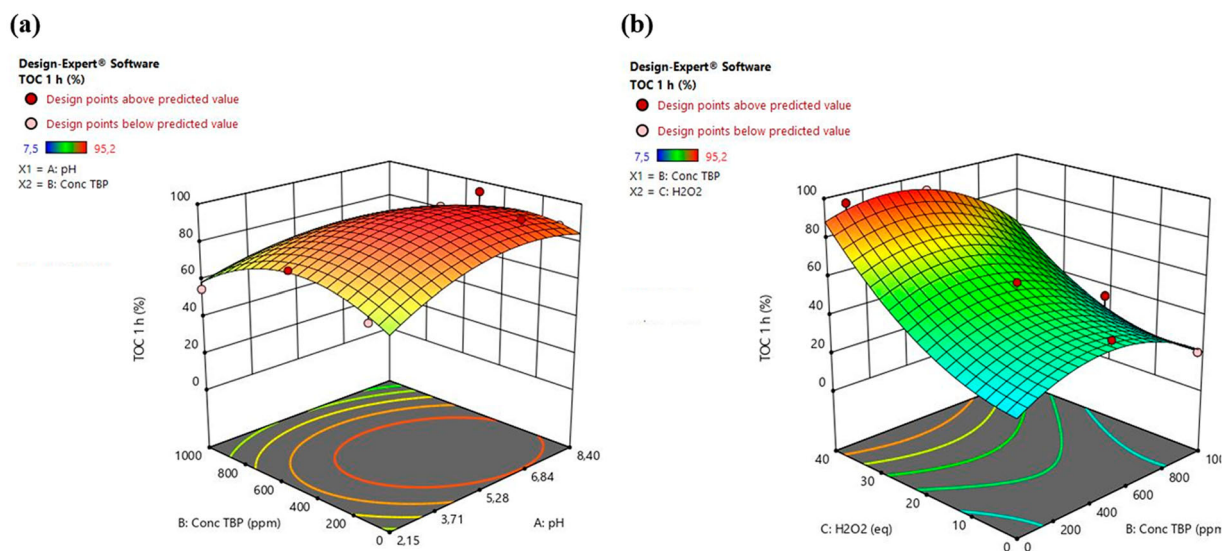 (a)
Design-Expert® Software
TOC 1 h (%)
Design points above predicted value
Design points below predicted value
7,5 95,2
X1 = A: pH
X2 = B: Conc TBP
100
80
60
40
20
0
TOC 1 h (%)
1000
800
600
400
200
0
B: Conc TBP (ppm)
2,15
3,71
5,28
6,84
8,40
A: pH
(b)
Design-Expert® Software
TOC 1 h (%)
Design points above predicted value
Design points below predicted value
7,5 95,2
X1 = B: Conc TBP
X2 = C: H2O2
100
80
60
40
20
0
TOC 1 h (%)
40
30
20
10
0
C: H2O2 (eq)
0
200
400
600
800
100
B: Conc TBP (ppm